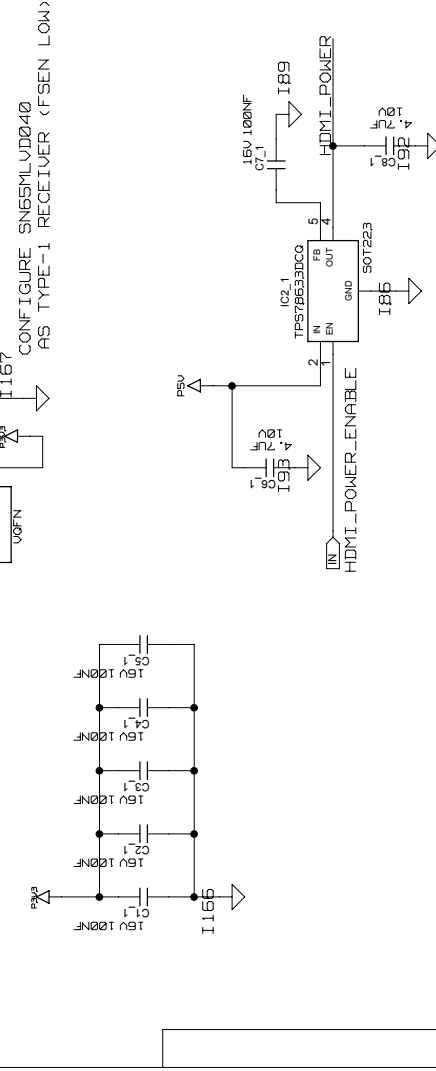 CONFIGURE SN65MLVD040
AS TYPE-1 RECEIVER (FSEN LOW)
I167
P3V3
VQFN
I89
16V 100NF
C7_1
HDMI_POWER
4.7UF
10V
C8_1
I92
5
4
FB
OUT
IC2_1
TPS78633DCQ
IN
EN
GND
SOT223
I86
2
1
P5V
4.7UF
10V
C6_1
I93
IN
HDMI_POWER_ENABLE
16V 100NF
C5_1
16V 100NF
C4_1
16V 100NF
C3_1
16V 100NF
C2_1
16V 100NF
C1_1
P3V3
I166